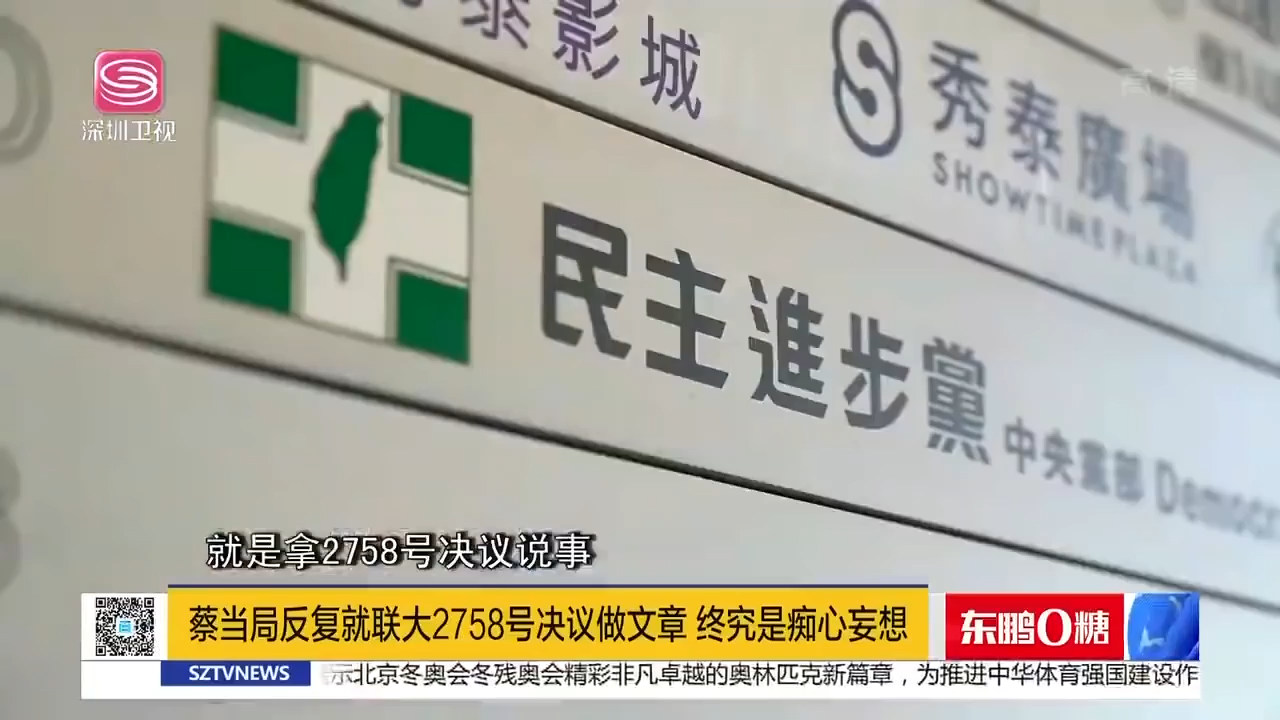 泰影城
秀泰廣場
SHOWTIME PLAZA
高清
深圳卫视
民主進步黨
中央黨部 Democr
就是拿2758号决议说事
蔡当局反复就联大2758号决议做文章 终究是痴心妄想
东鹏0糖
SZTVNEWS
示北京冬奥会冬残奥会精彩非凡卓越的奥林匹克新篇章，为推进中华体育强国建设作